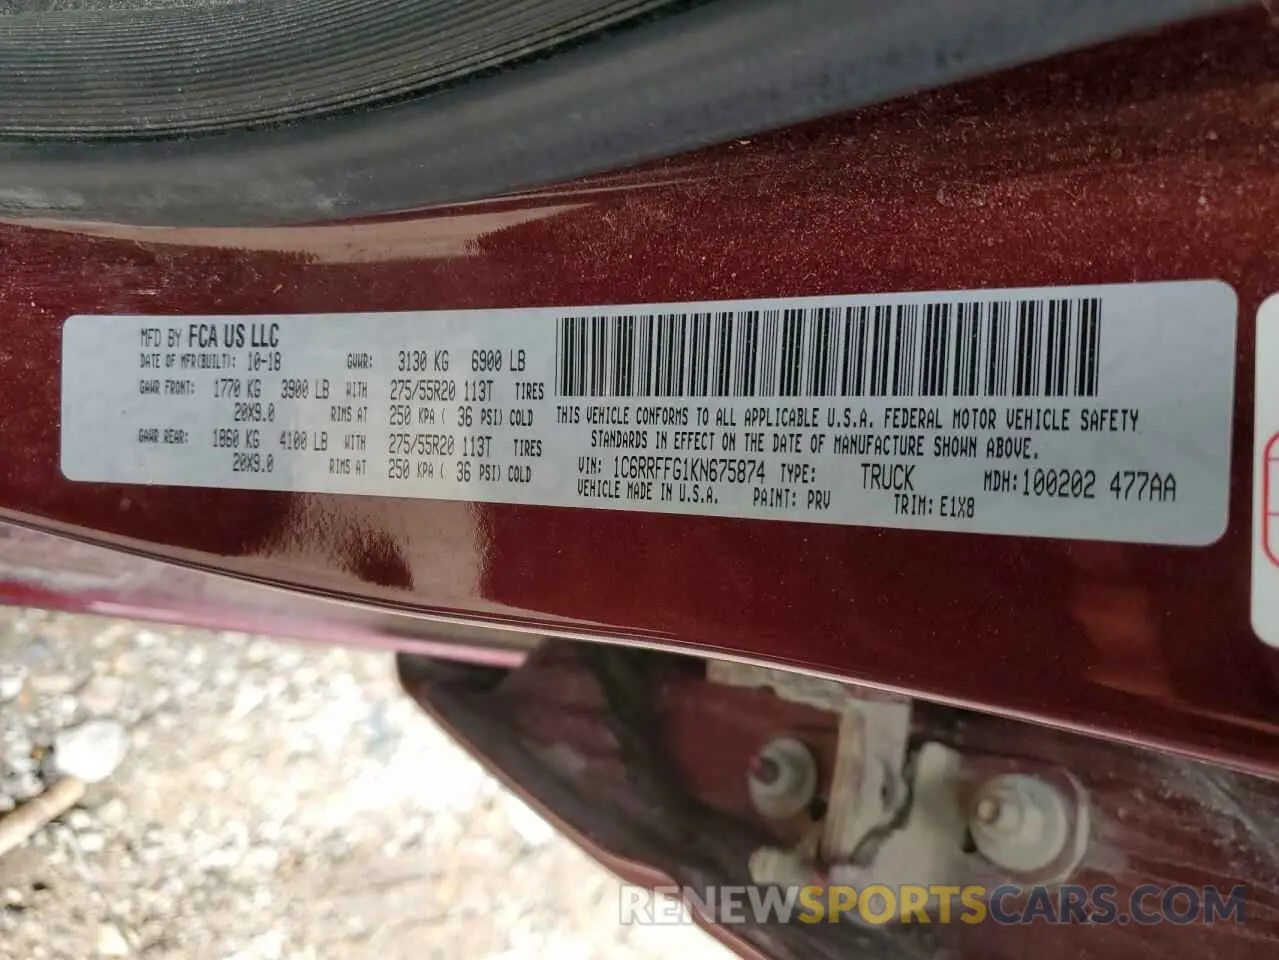 MFD BY FCA US LLC
DATE OF MFR(BUILT): 10-18 GVWR: 3130 KG 6900 LB
GAWR FRONT: 1770 KG 3900 LB WITH 275/55R20 113T TIRES
20X9.0 RIMS AT 250 KPA ( 36 PSI) COLD
GAWR REAR: 1860 KG 4100 LB WITH 275/55R20 113T TIRES
20X9.0 RIMS AT 250 KPA ( 36 PSI) COLD
THIS VEHICLE CONFORMS TO ALL APPLICABLE U.S.A. FEDERAL MOTOR VEHICLE SAFETY
STANDARDS IN EFFECT ON THE DATE OF MANUFACTURE SHOWN ABOVE.
VIN: 1C6RRFFG1KN675874 TYPE: TRUCK MDH:100202 477AA
VEHICLE MADE IN U.S.A. PAINT: PRV TRIM: E1X8
RENEWSPORTSCARS.COM